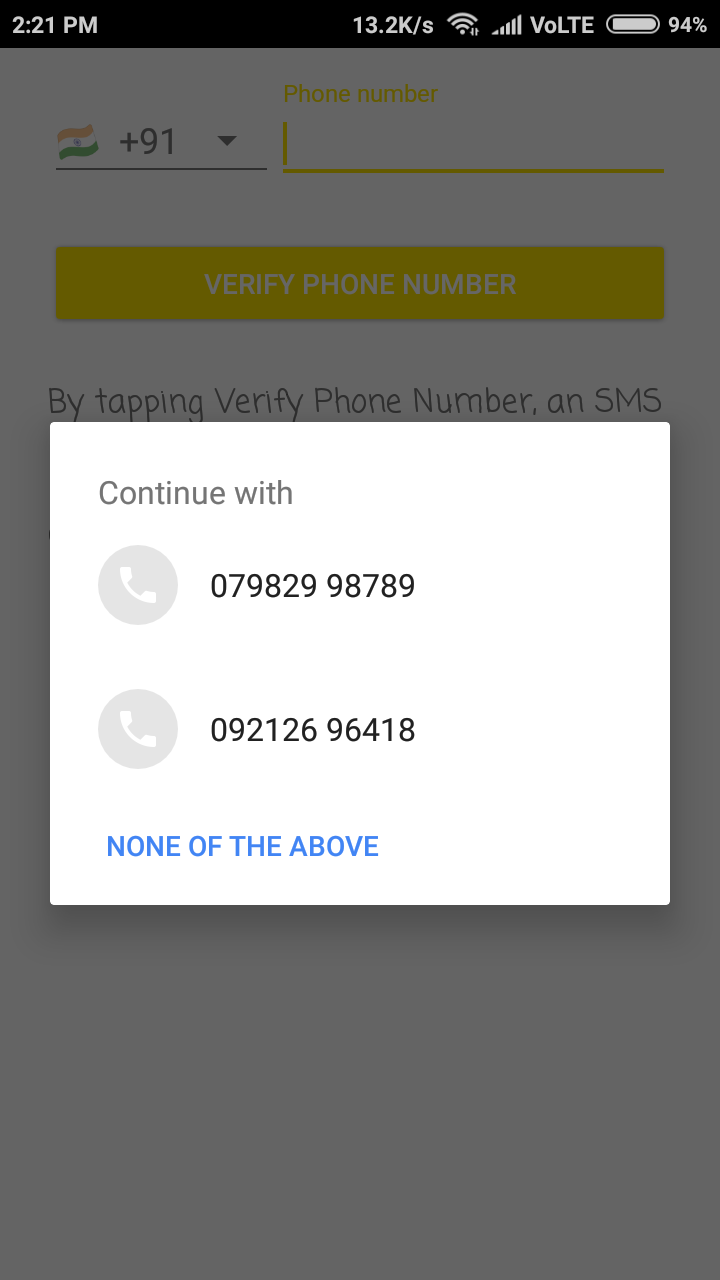 2:21 PM 13.2K/s VoLTE 94%
Phone number
+91
VERIFY PHONE NUMBER
By tapping Verify Phone Number, an SMS
Continue with
079829 98789
092126 96418
NONE OF THE ABOVE